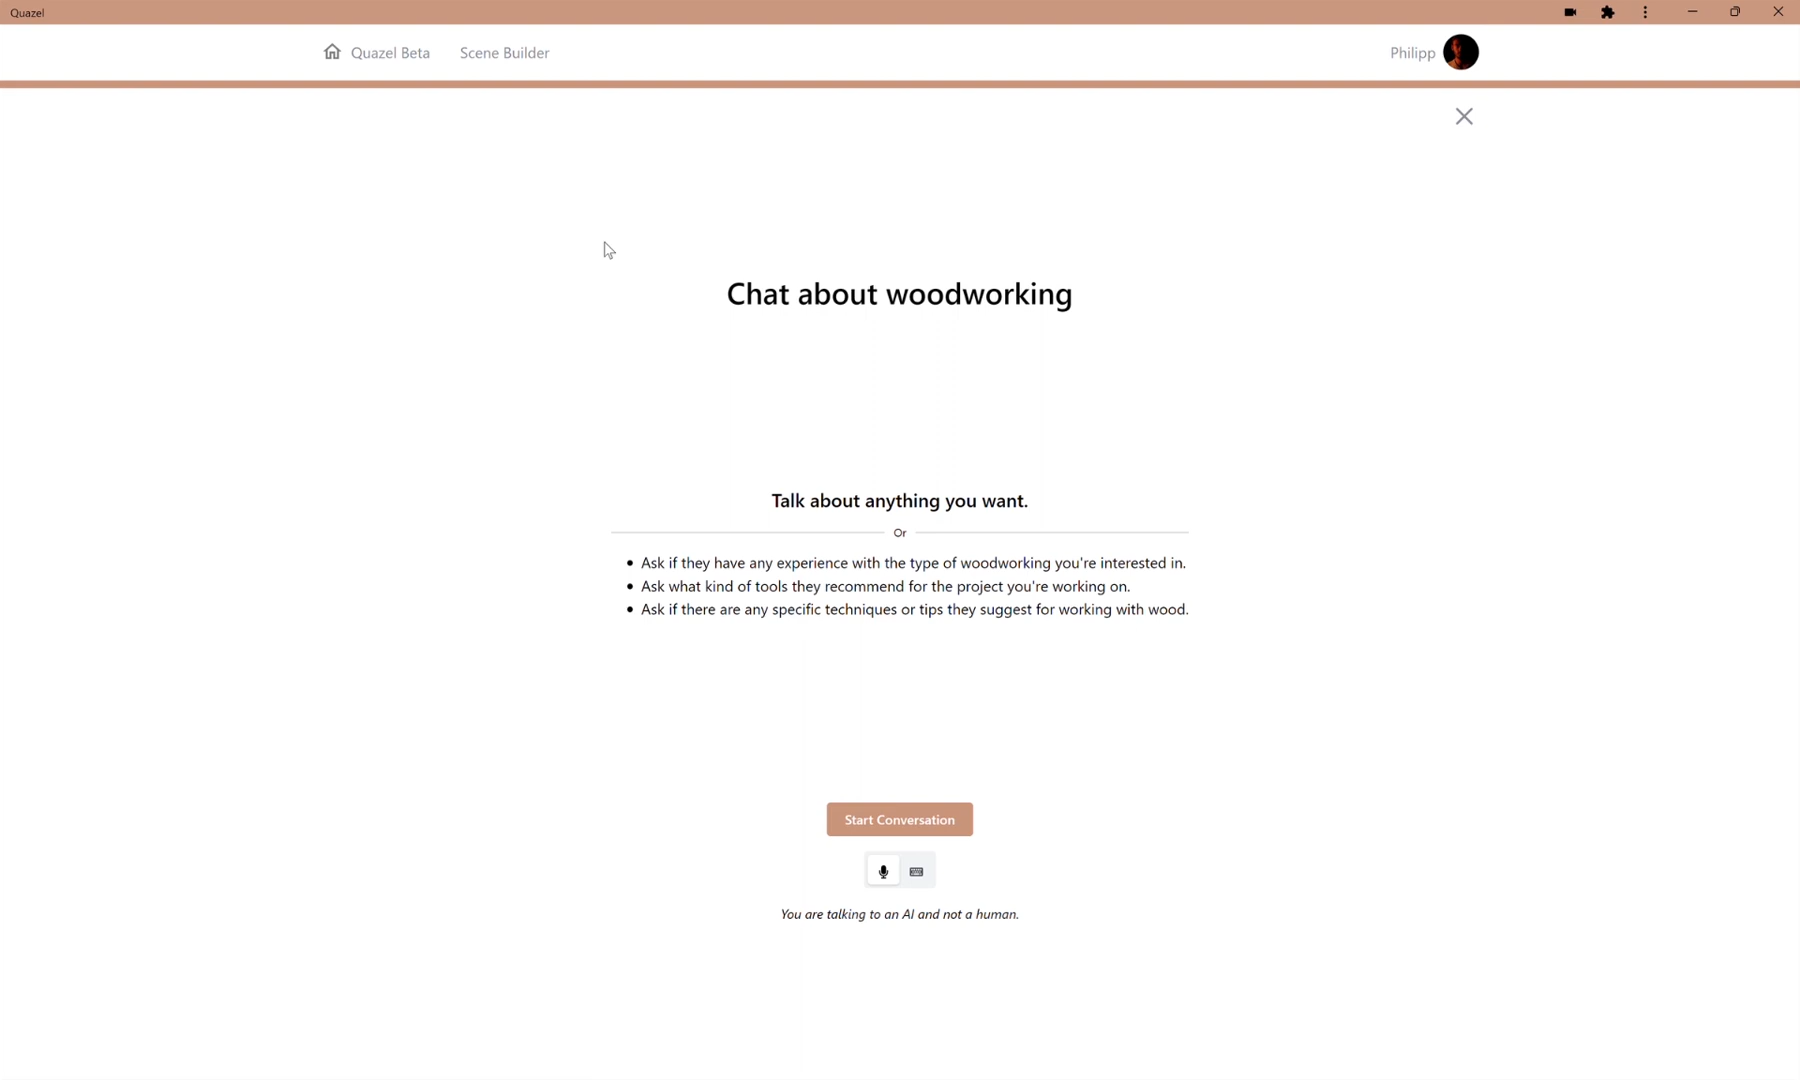 Quazel
Quazel Beta
Scene Builder
Philipp
Chat about woodworking
Talk about anything you want.
Or
Ask if they have any experience with the type of woodworking you're interested in.
Ask what kind of tools they recommend for the project you're working on.
Ask if there are any specific techniques or tips they suggest for working with wood.
Start Conversation
You are talking to an AI and not a human.